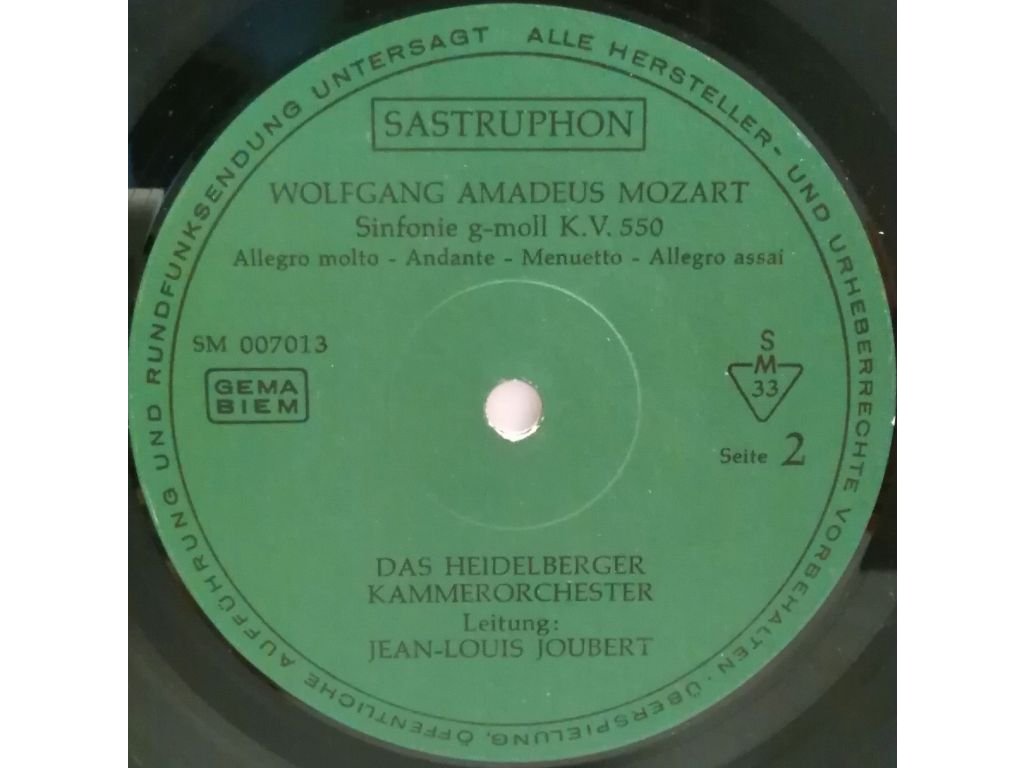 ALLE HERSTELLER- UND URHEBERRECHTE VORBEHALTEN · ÜBERSPIELUNG, ÖFFENTLICHE AUFFÜHRUNG UND RUNDFUNKSENDUNG UNTERSAGT
SASTRUPHON
WOLFGANG AMADEUS MOZART
Sinfonie g-moll K.V. 550
Allegro molto - Andante - Menuetto - Allegro assai
SM 007013
GEMA
BIEM
S
M
33
Seite 2
DAS HEIDELBERGER
KAMMERORCHESTER
Leitung:
JEAN-LOUIS JOUBERT